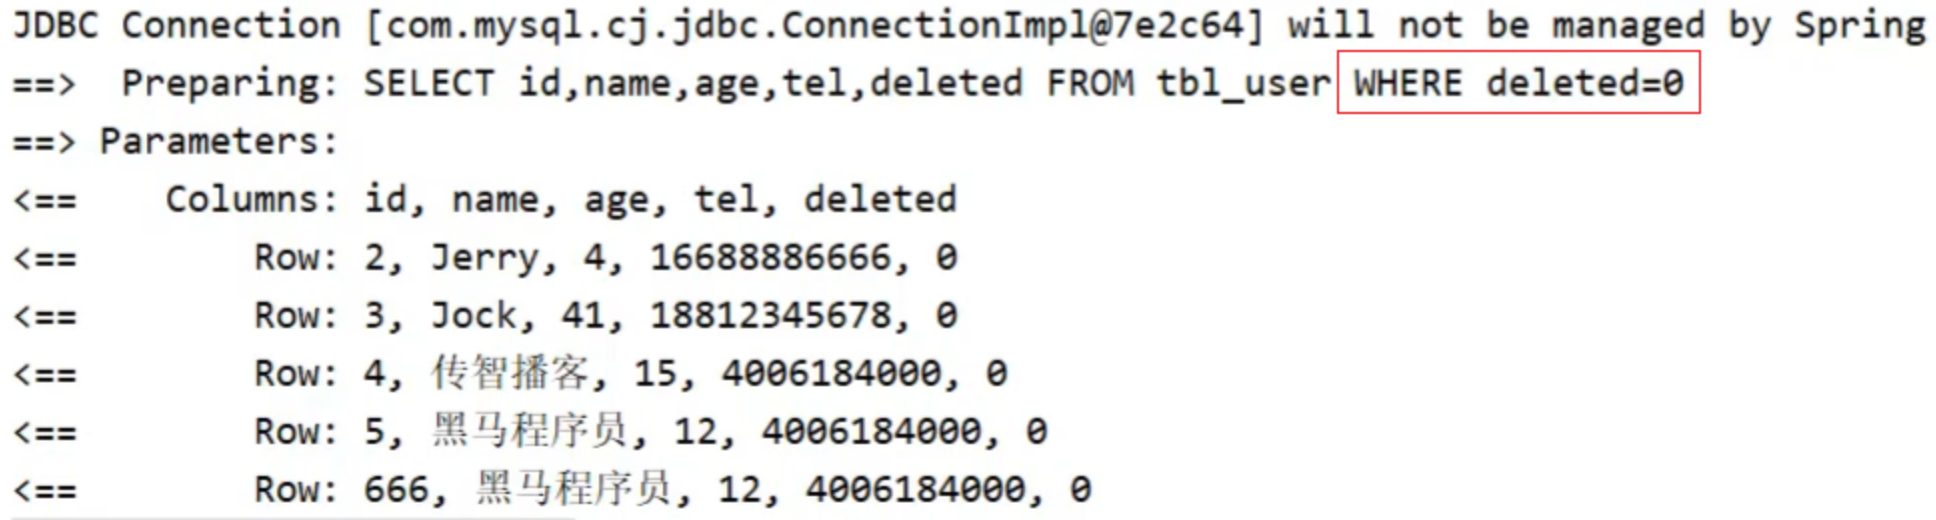 JDBC Connection [com.mysql.cj.jdbc.ConnectionImpl@7e2c64] will not be managed by Spring
==>  Preparing: SELECT id,name,age,tel,deleted FROM tbl_user WHERE deleted=0
==> Parameters:
<==    Columns: id, name, age, tel, deleted
<==        Row: 2, Jerry, 4, 16688886666, 0
<==        Row: 3, Jock, 41, 18812345678, 0
<==        Row: 4, 传智播客, 15, 4006184000, 0
<==        Row: 5, 黑马程序员, 12, 4006184000, 0
<==        Row: 666, 黑马程序员, 12, 4006184000, 0